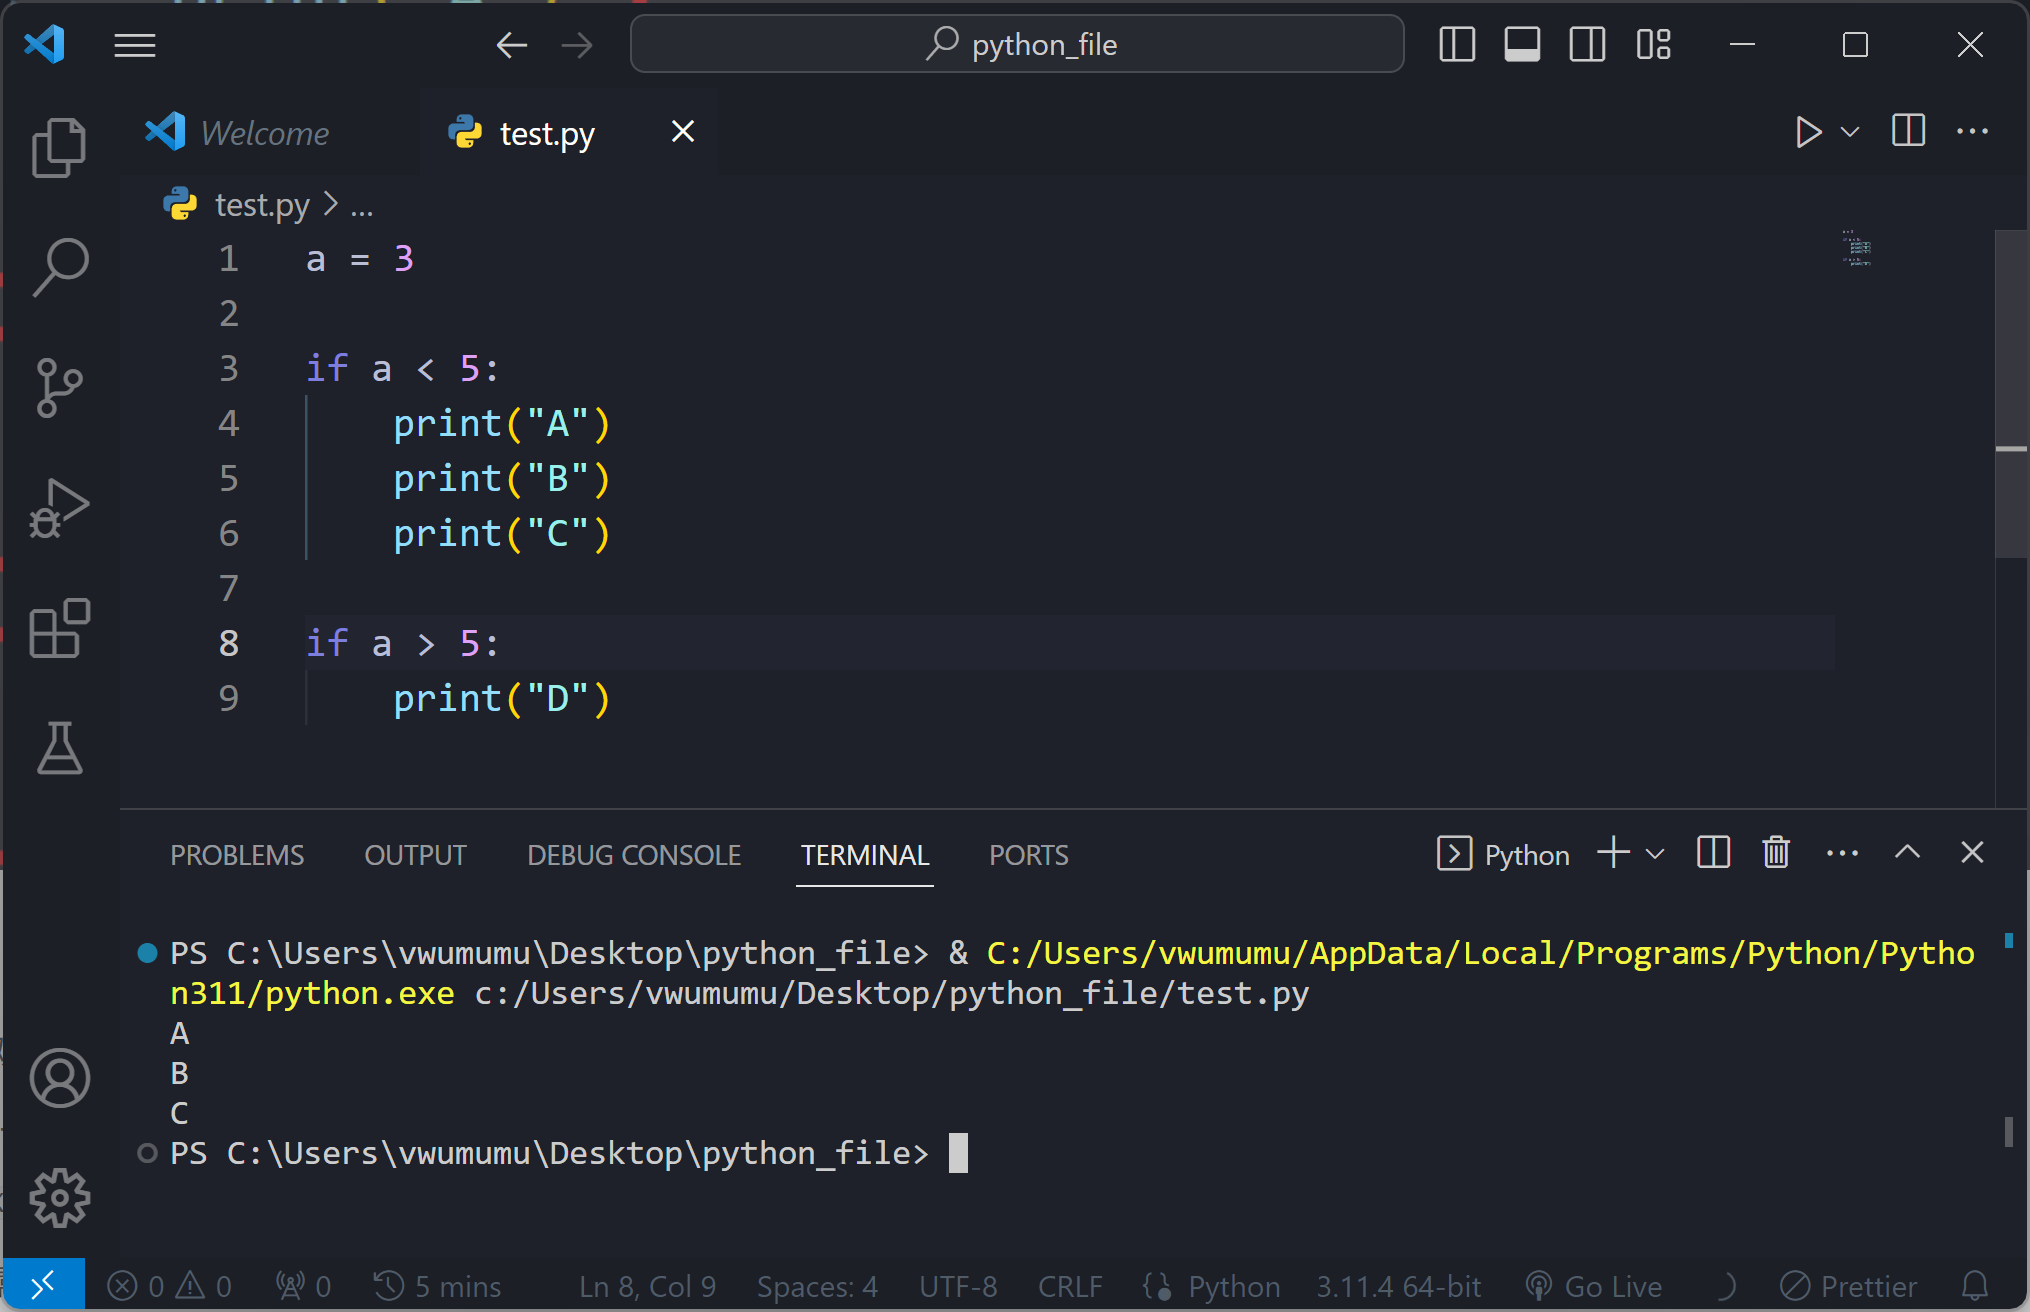 python_file
Welcome test.py
test.py > ...
1 a = 3
2
3 if a < 5:
4     print("A")
5     print("B")
6     print("C")
7
8 if a > 5:
9     print("D")
PROBLEMS OUTPUT DEBUG CONSOLE TERMINAL PORTS Python
PS C:\Users\vwumumu\Desktop\python_file> & C:/Users/vwumumu/AppData/Local/Programs/Python/Pytho
n311/python.exe c:/Users/vwumumu/Desktop/python_file/test.py
A
B
C
PS C:\Users\vwumumu\Desktop\python_file>
0 0 0 5 mins Ln 8, Col 9 Spaces: 4 UTF-8 CRLF {} Python 3.11.4 64-bit Go Live Prettier